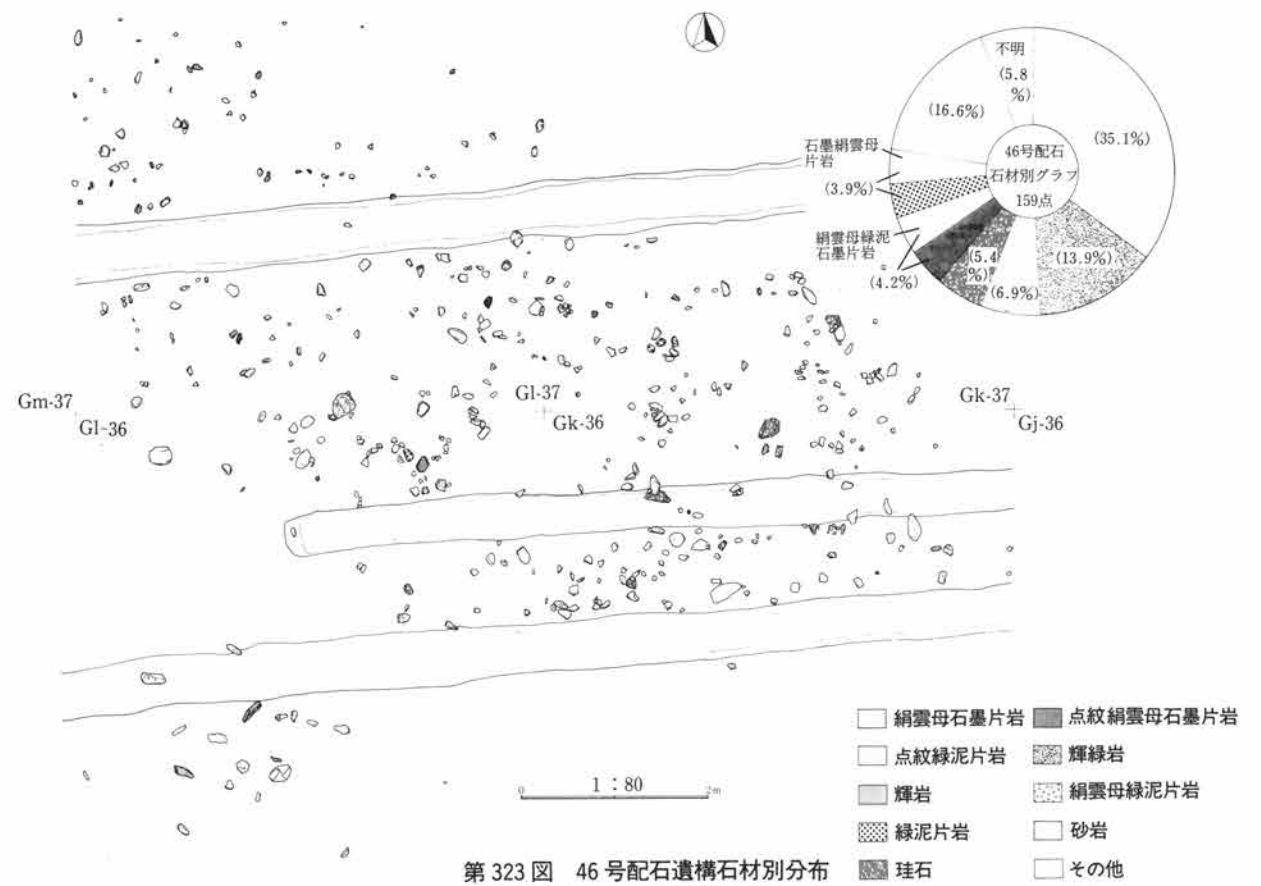 不明
(5.8
%)
(16.6%)
(35.1%)
石墨絹雲母
片岩
(3.9%)
46号配石
石材別グラフ
159点
絹雲母緑泥
石墨片岩
(4.2%)
(5.4
%)
(6.9%)
(13.9%)
Gm-37
Gl-36
Gl-37
Gk-36
Gk-37
Gj-36
0
1:80
2m
絹雲母石墨片岩
点紋絹雲母石墨片岩
点紋緑泥片岩
輝緑岩
輝岩
絹雲母緑泥片岩
緑泥片岩
砂岩
珪石
その他
第323図 46号配石遺構石材別分布